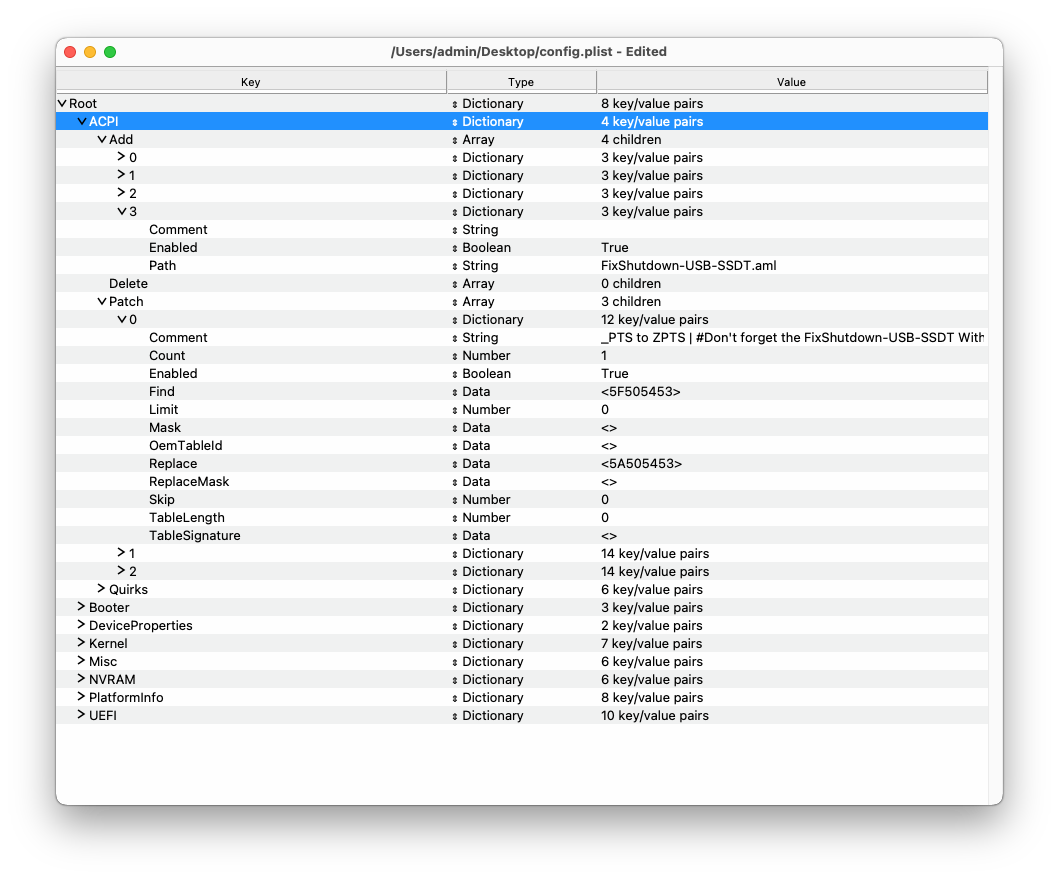 /Users/admin/Desktop/config.plist - Edited
Key Type Value
Root Dictionary 8 key/value pairs
ACPI Dictionary 4 key/value pairs
Add Array 4 children
0 Dictionary 3 key/value pairs
1 Dictionary 3 key/value pairs
2 Dictionary 3 key/value pairs
3 Dictionary 3 key/value pairs
Comment String
Enabled Boolean True
Path String FixShutdown-USB-SSDT.aml
Delete Array 0 children
Patch Array 3 children
0 Dictionary 12 key/value pairs
Comment String _PTS to ZPTS | #Don't forget the FixShutdown-USB-SSDT With
Count Number 1
Enabled Boolean True
Find Data <5F505453>
Limit Number 0
Mask Data <>
OemTableId Data <>
Replace Data <5A505453>
ReplaceMask Data <>
Skip Number 0
TableLength Number 0
TableSignature Data <>
1 Dictionary 14 key/value pairs
2 Dictionary 14 key/value pairs
Quirks Dictionary 6 key/value pairs
Booter Dictionary 3 key/value pairs
DeviceProperties Dictionary 2 key/value pairs
Kernel Dictionary 7 key/value pairs
Misc Dictionary 6 key/value pairs
NVRAM Dictionary 6 key/value pairs
PlatformInfo Dictionary 8 key/value pairs
UEFI Dictionary 10 key/value pairs